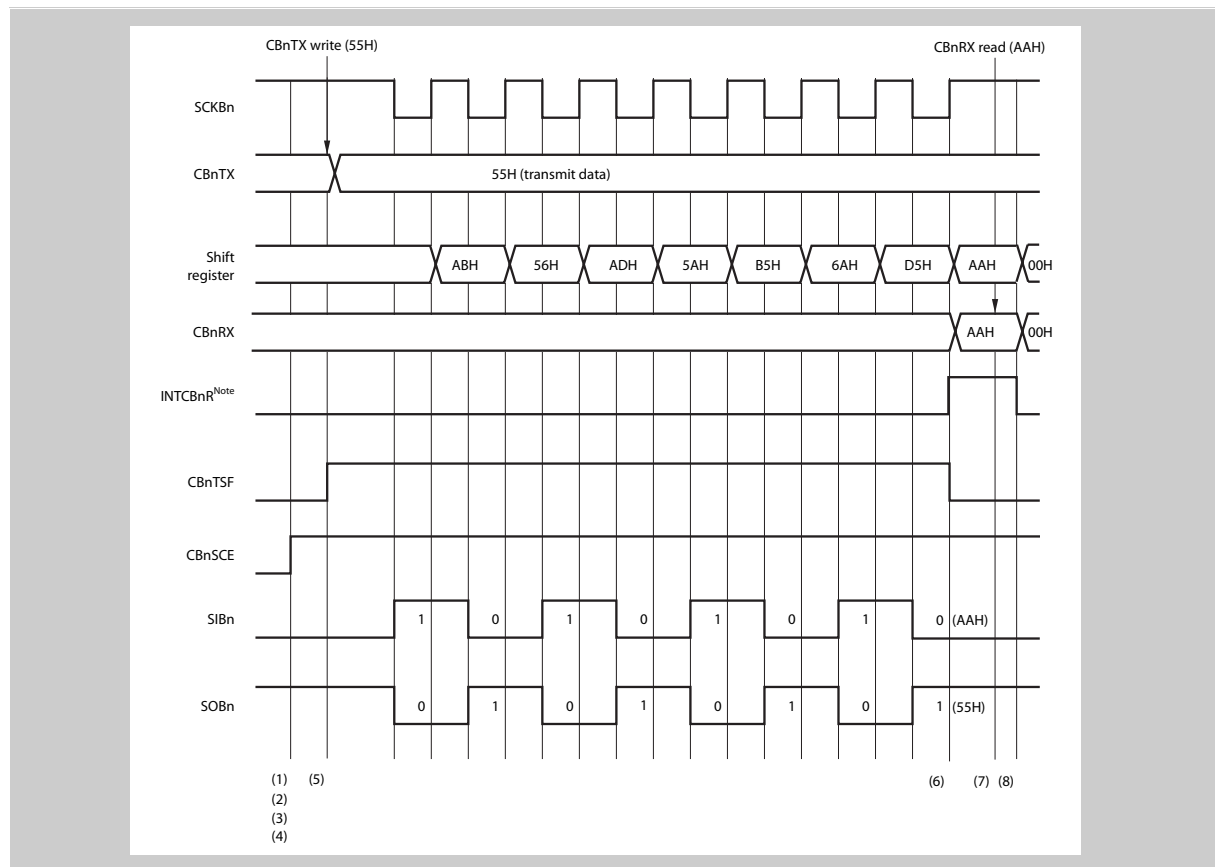 CBnTX write (55H) CBnRX read (AAH)
SCKBn
CBnTX 55H (transmit data)
Shift register ABH 56H ADH 5AH B5H 6AH D5H AAH 00H
CBnRX AAH 00H
INTCBnRNote
CBnTSF
CBnSCE
SIBn 1 0 1 0 1 0 1 0 (AAH)
SOBn 0 1 0 1 0 1 0 1 (55H)
(1) (5) (6) (7) (8)
(2)
(3)
(4)